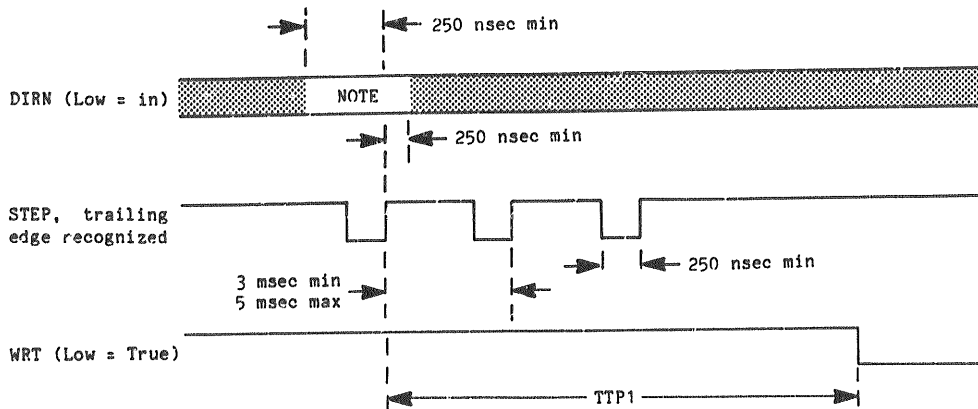 250 nsec min
DIRN (Low = in)
NOTE
250 nsec min
STEP, trailing
edge recognized
250 nsec min
3 msec min
5 msec max
WRT (Low = True)
TTP1